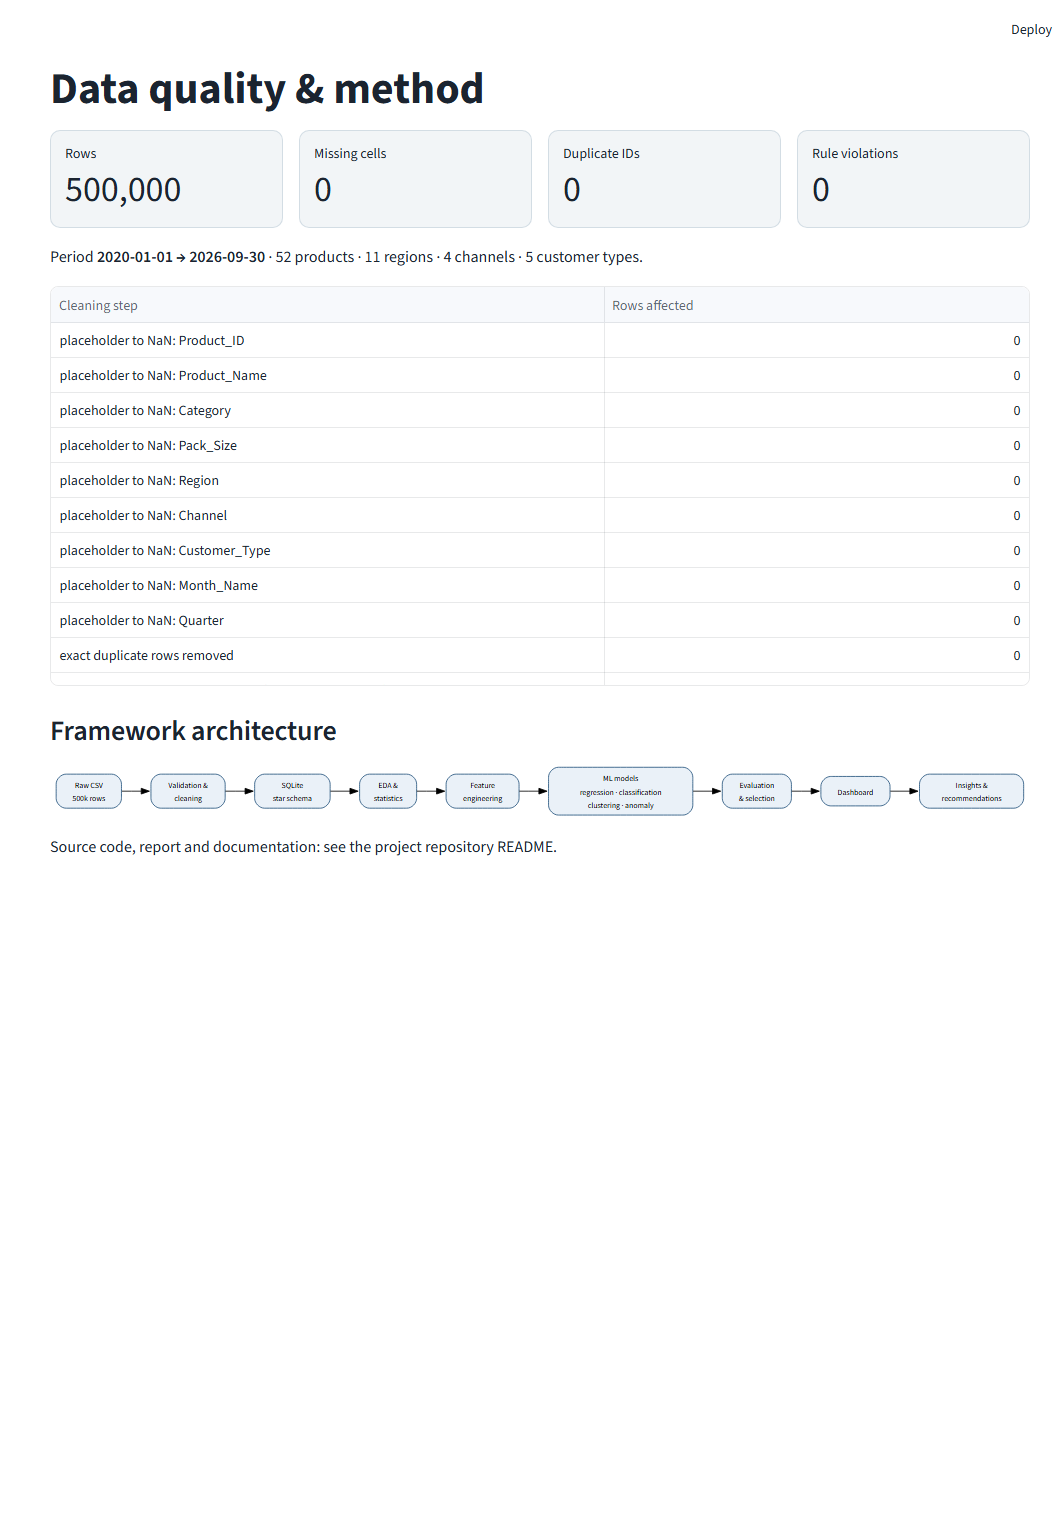 Deploy
Data quality & method
Rows
500,000
Missing cells
0
Duplicate IDs
0
Rule violations
0
Period 2020-01-01 → 2026-09-30 · 52 products · 11 regions · 4 channels · 5 customer types.
Cleaning step Rows affected
placeholder to NaN: Product_ID 0
placeholder to NaN: Product_Name 0
placeholder to NaN: Category 0
placeholder to NaN: Pack_Size 0
placeholder to NaN: Region 0
placeholder to NaN: Channel 0
placeholder to NaN: Customer_Type 0
placeholder to NaN: Month_Name 0
placeholder to NaN: Quarter 0
exact duplicate rows removed 0
Framework architecture
Raw CSV
500k rows
Validation &
cleaning
SQLite
star schema
EDA &
statistics
Feature
engineering
ML models
regression · classification
clustering · anomaly
Evaluation
& selection
Dashboard
Insights &
recommendations
Source code, report and documentation: see the project repository README.